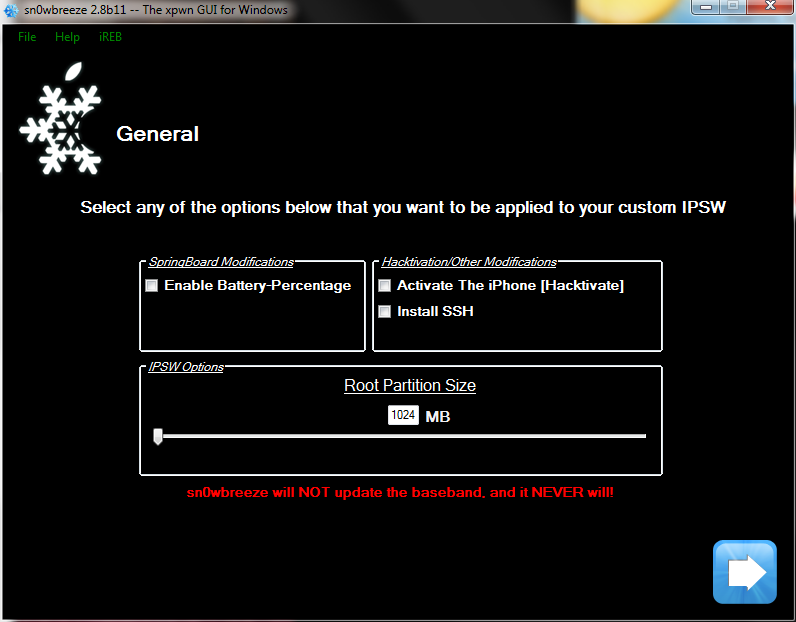 sn0wbreeze 2.8b11 -- The xpwn GUI for Windows
File Help iREB
General
Select any of the options below that you want to be applied to your custom IPSW
SpringBoard Modifications
Enable Battery-Percentage
Hacktivation/Other Modifications
Activate The iPhone [Hacktivate]
Install SSH
IPSW Options
Root Partition Size
1024 MB
sn0wbreeze will NOT update the baseband, and it NEVER will!